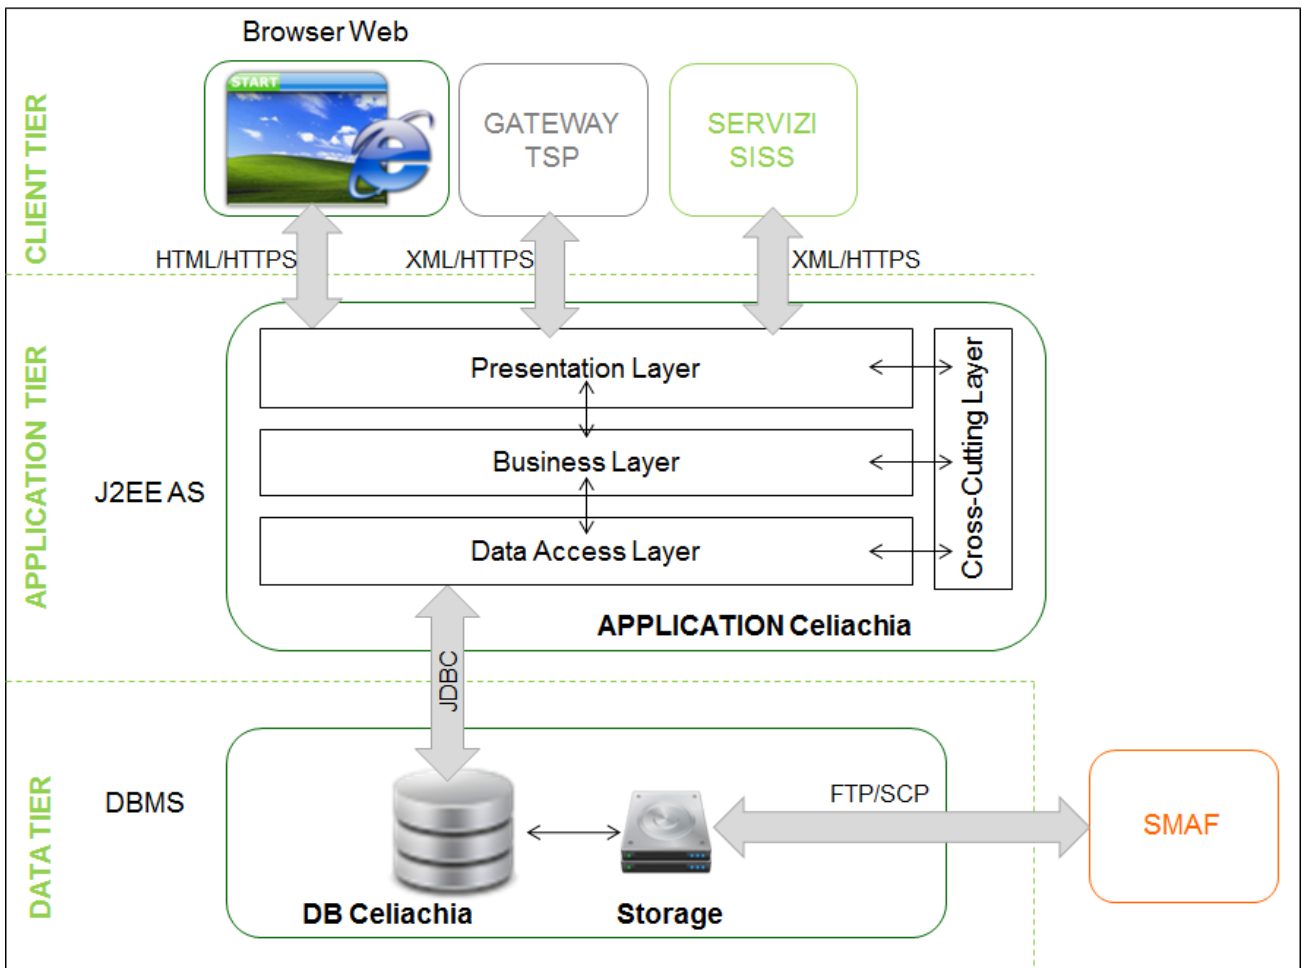 Browser Web
START
GATEWAY
TSP
SERVIZI
SISS
CLIENT TIER
HTML/HTTPS
XML/HTTPS
XML/HTTPS
APPLICATION TIER
J2EE AS
Presentation Layer
Business Layer
Data Access Layer
Cross-Cutting Layer
APPLICATION Celiachia
JDBC
DATA TIER
DBMS
FTP/SCP
SMAF
DB Celiachia
Storage